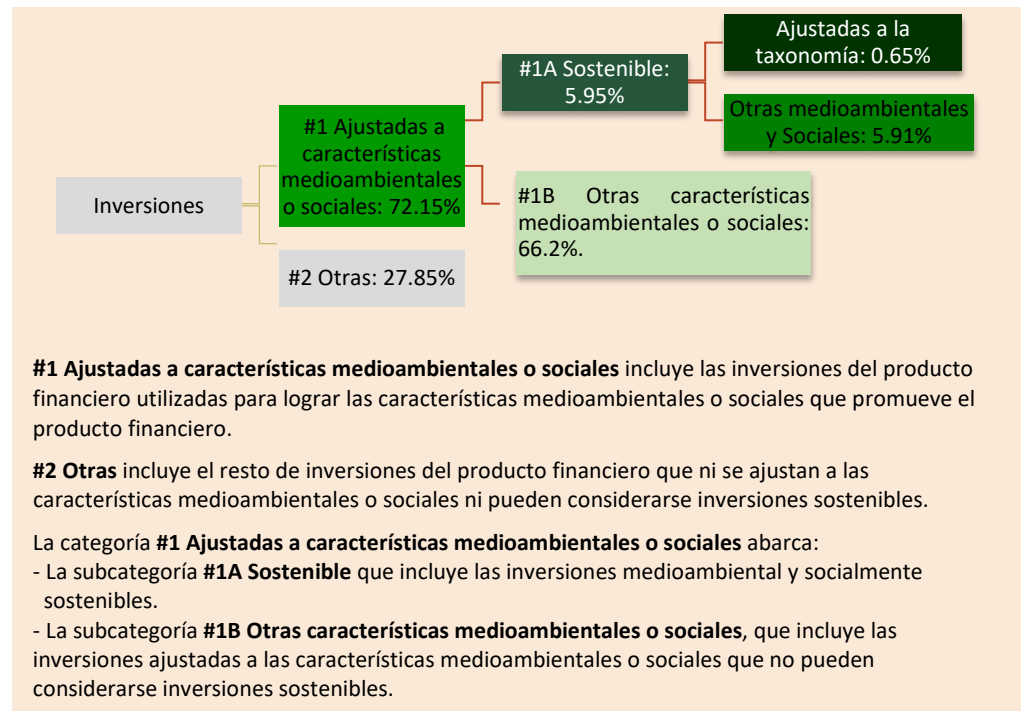 Ajustadas a la
taxonomía: 0.65%
#1A Sostenible:
5.95%
Otras medioambientales
y Sociales: 5.91%
#1 Ajustadas a
características
medioambientales
o sociales: 72.15%
Inversiones
#1B Otras características
medioambientales o sociales:
66.2%.
#2 Otras: 27.85%
#1 Ajustadas a características medioambientales o sociales incluye las inversiones del producto
financiero utilizadas para lograr las características medioambientales o sociales que promueve el
producto financiero.
#2 Otras incluye el resto de inversiones del producto financiero que ni se ajustan a las
características medioambientales o sociales ni pueden considerarse inversiones sostenibles.
La categoría #1 Ajustadas a características medioambientales o sociales abarca:
- La subcategoría #1A Sostenible que incluye las inversiones medioambiental y socialmente
sostenibles.
- La subcategoría #1B Otras características medioambientales o sociales, que incluye las
inversiones ajustadas a las características medioambientales o sociales que no pueden
considerarse inversiones sostenibles.